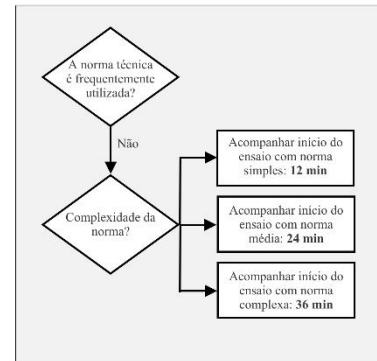 A norma técnica
é frequentemente
utilizada?
Não
Complexidade da
norma?
Acompanhar início do
ensaio com norma
simples: 12 min
Acompanhar início do
ensaio com norma
média: 24 min
Acompanhar início do
ensaio com norma
complexa: 36 min